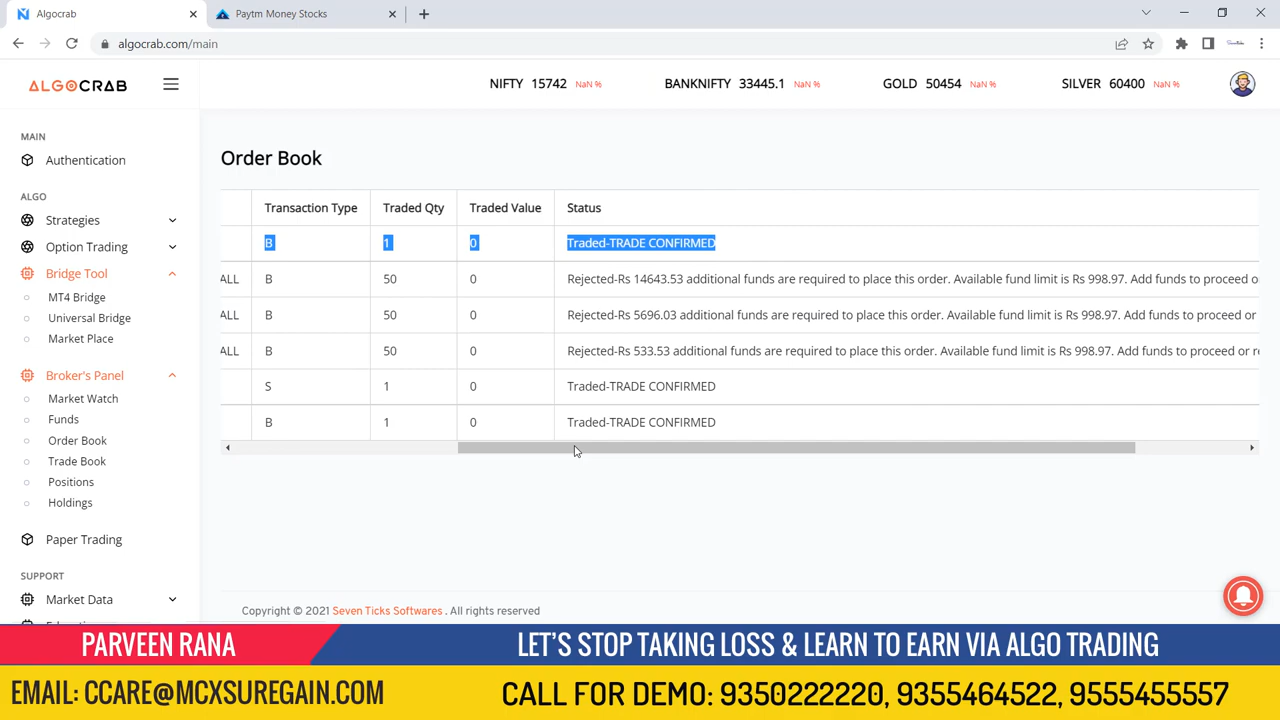 Algocrab
Paytm Money Stocks
algocrab.com/main
ALGOCRAB
NIFTY 15742 NaN %
BANKNIFTY 33445.1 NaN %
GOLD 50454 NaN %
SILVER 60400 NaN %
MAIN
Authentication
ALGO
Strategies
Option Trading
Bridge Tool
MT4 Bridge
Universal Bridge
Market Place
Broker's Panel
Market Watch
Funds
Order Book
Trade Book
Positions
Holdings
Paper Trading
SUPPORT
Market Data
Order Book
Transaction Type Traded Qty Traded Value Status
B 1 0 Traded-TRADE CONFIRMED
ALL B 50 0 Rejected-Rs 14643.53 additional funds are required to place this order. Available fund limit is Rs 998.97. Add funds to proceed o
ALL B 50 0 Rejected-Rs 5696.03 additional funds are required to place this order. Available fund limit is Rs 998.97. Add funds to proceed or
ALL B 50 0 Rejected-Rs 533.53 additional funds are required to place this order. Available fund limit is Rs 998.97. Add funds to proceed or r
S 1 0 Traded-TRADE CONFIRMED
B 1 0 Traded-TRADE CONFIRMED
Copyright © 2021 Seven Ticks Softwares . All rights reserved
PARVEEN RANA
LET'S STOP TAKING LOSS & LEARN TO EARN VIA ALGO TRADING
EMAIL: CCARE@MCXSUREGAIN.COM
CALL FOR DEMO: 9350222220, 9355464522, 9555455557